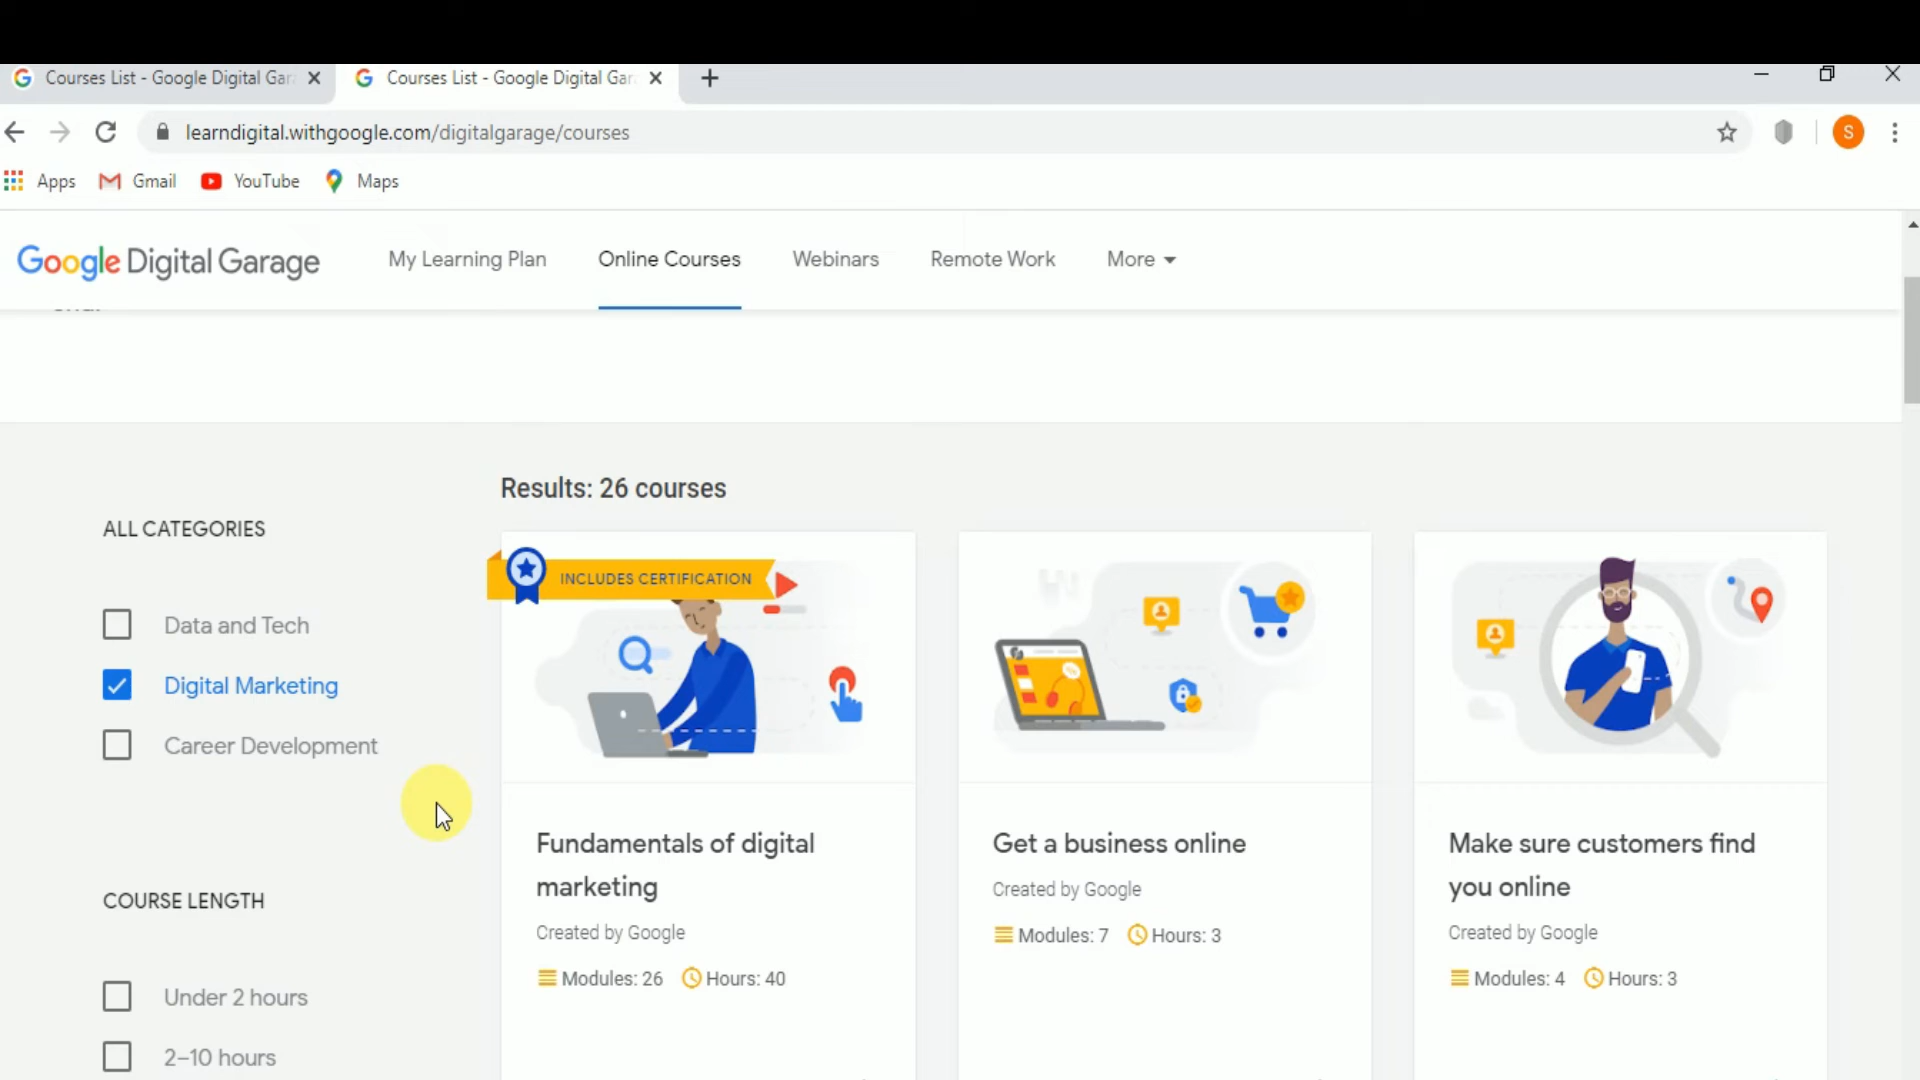 Courses List - Google Digital Gar
Courses List - Google Digital Gar
learndigital.withgoogle.com/digitalgarage/courses
S
Apps
Gmail
YouTube
Maps
Google Digital Garage
My Learning Plan
Online Courses
Webinars
Remote Work
More
Results: 26 courses
ALL CATEGORIES
Data and Tech
Digital Marketing
Career Development
COURSE LENGTH
Under 2 hours
2–10 hours
INCLUDES CERTIFICATION
Fundamentals of digital
marketing
Created by Google
Modules: 26 Hours: 40
Get a business online
Created by Google
Modules: 7 Hours: 3
Make sure customers find
you online
Created by Google
Modules: 4 Hours: 3